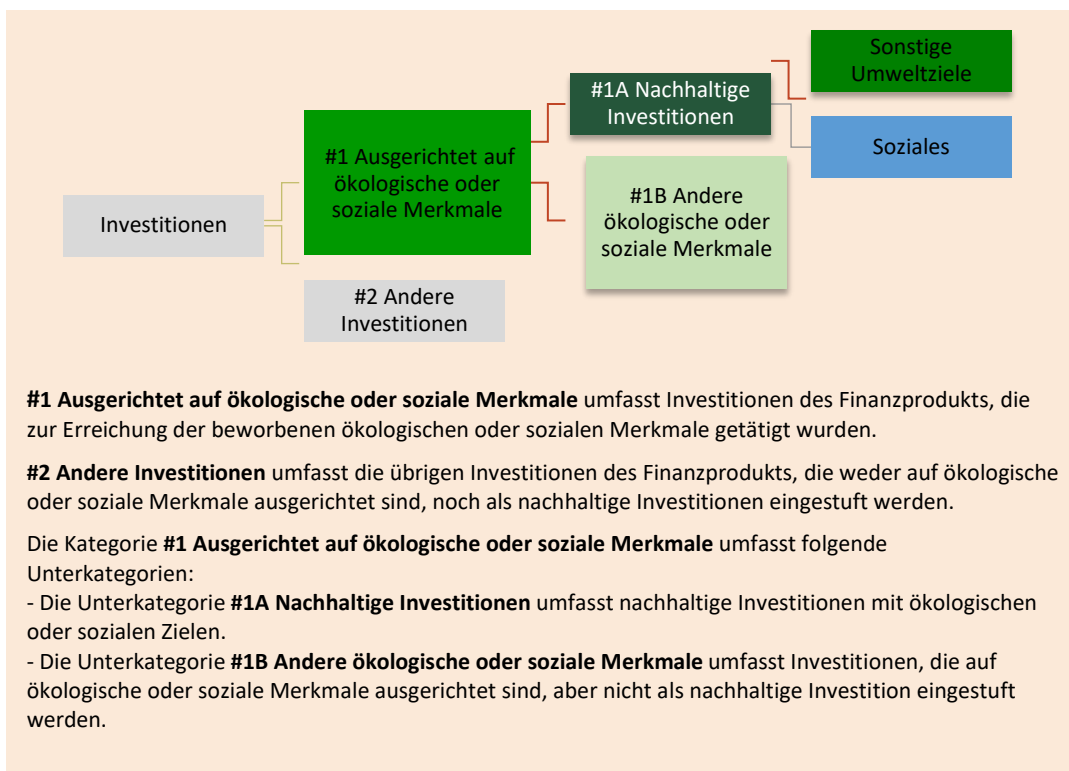 Sonstige
Umweltziele
#1A Nachhaltige
Investitionen
Soziales
#1 Ausgerichtet auf
ökologische oder
soziale Merkmale
#1B Andere
ökologische oder
soziale Merkmale
Investitionen
#2 Andere
Investitionen
#1 Ausgerichtet auf ökologische oder soziale Merkmale umfasst Investitionen des Finanzprodukts, die
zur Erreichung der beworbenen ökologischen oder sozialen Merkmale getätigt wurden.
#2 Andere Investitionen umfasst die übrigen Investitionen des Finanzprodukts, die weder auf ökologische
oder soziale Merkmale ausgerichtet sind, noch als nachhaltige Investitionen eingestuft werden.
Die Kategorie #1 Ausgerichtet auf ökologische oder soziale Merkmale umfasst folgende
Unterkategorien:
- Die Unterkategorie #1A Nachhaltige Investitionen umfasst nachhaltige Investitionen mit ökologischen
oder sozialen Zielen.
- Die Unterkategorie #1B Andere ökologische oder soziale Merkmale umfasst Investitionen, die auf
ökologische oder soziale Merkmale ausgerichtet sind, aber nicht als nachhaltige Investition eingestuft
werden.